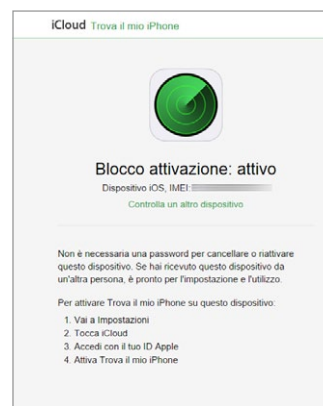 iCloud Trova il mio iPhone
Blocco attivazione: attivo
Dispositivo iOS, IMEI:
Controlla un altro dispositivo
Non è necessaria una password per cancellare o riattivare
questo dispositivo. Se hai ricevuto questo dispositivo da
un'altra persona, è pronto per l'impostazione e l'utilizzo.
Per attivare Trova il mio iPhone su questo dispositivo:
1. Vai a Impostazioni
2. Tocca iCloud
3. Accedi con il tuo ID Apple
4. Attiva Trova il mio iPhone